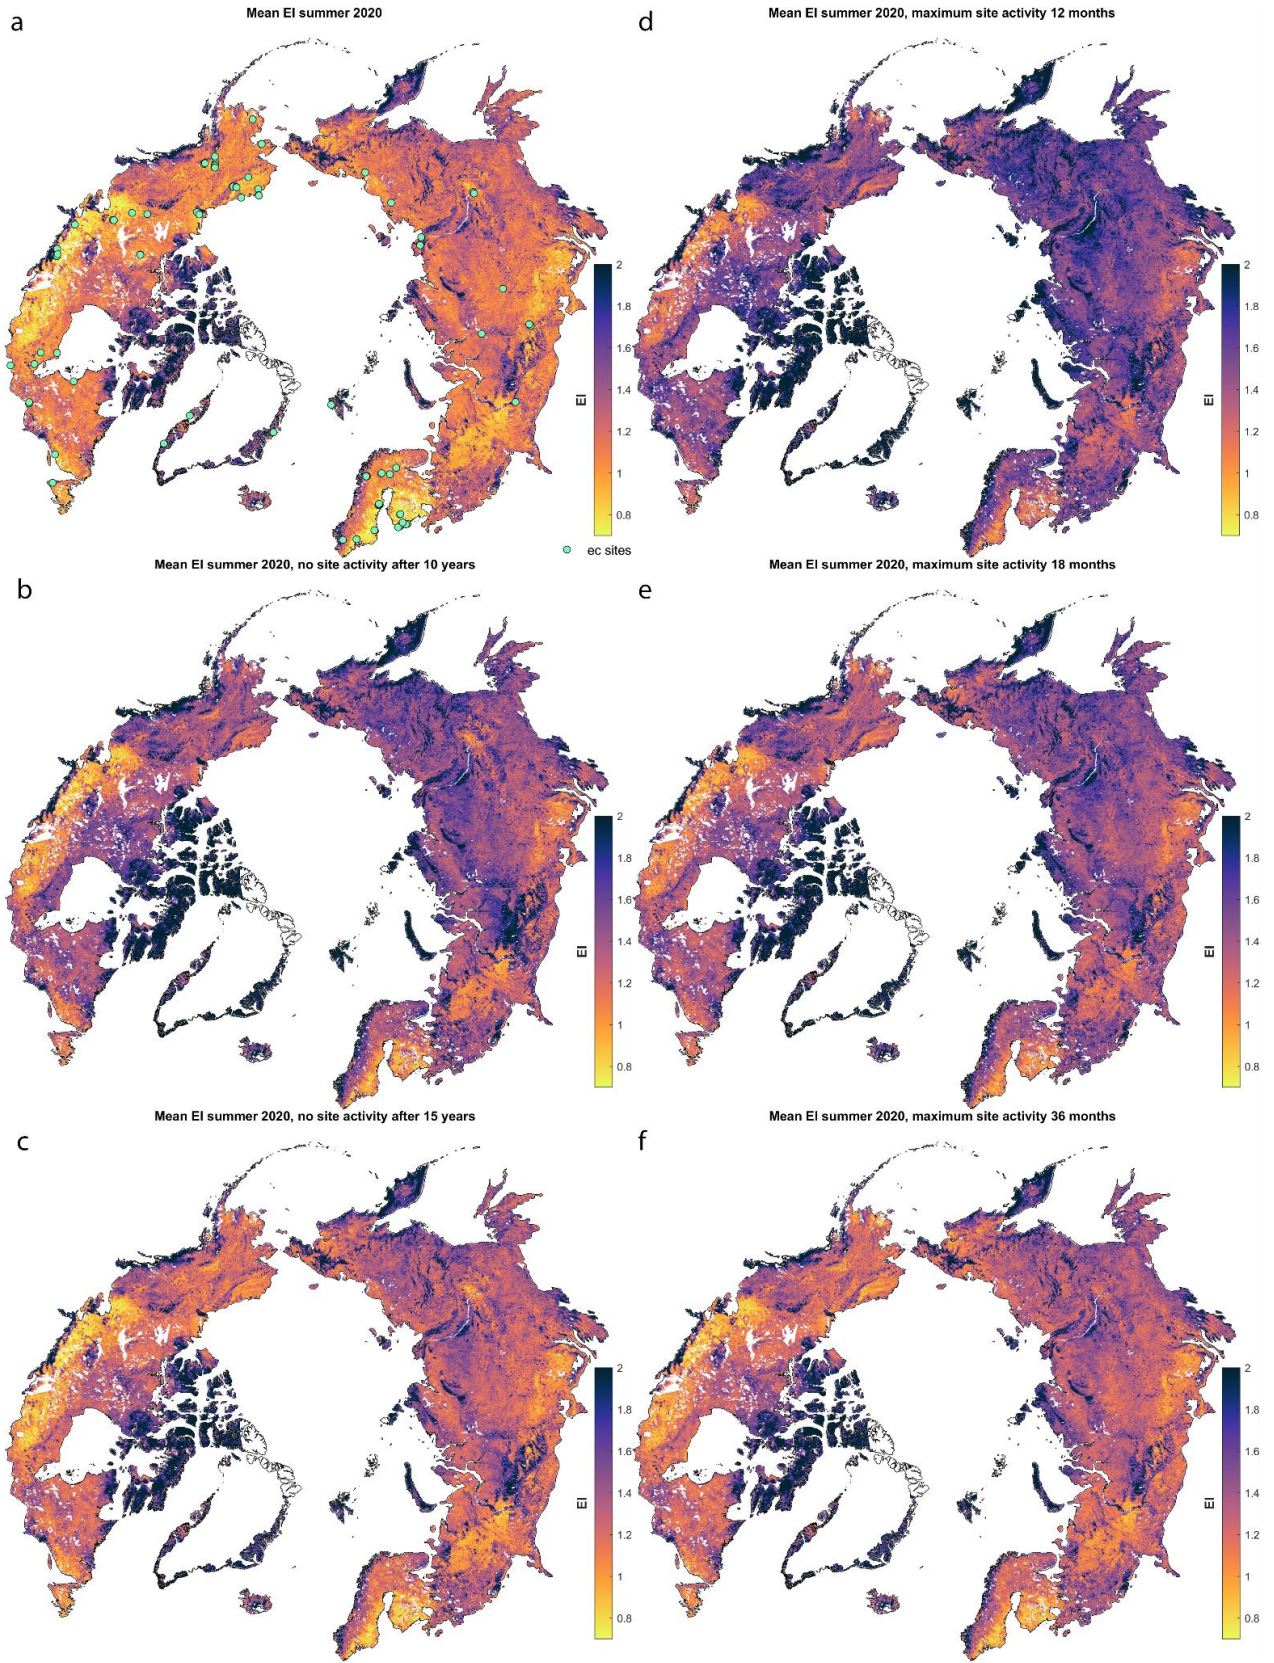 a
Mean EI summer 2020
2
1.8
1.6
1.4
1.2
1
0.8
EI
ec sites
d
Mean EI summer 2020, maximum site activity 12 months
2
1.8
1.6
1.4
1.2
1
0.8
EI
b
Mean EI summer 2020, no site activity after 10 years
2
1.8
1.6
1.4
1.2
1
0.8
EI
e
Mean EI summer 2020, maximum site activity 18 months
2
1.8
1.6
1.4
1.2
1
0.8
EI
c
Mean EI summer 2020, no site activity after 15 years
2
1.8
1.6
1.4
1.2
1
0.8
EI
f
Mean EI summer 2020, maximum site activity 36 months
2
1.8
1.6
1.4
1.2
1
0.8
EI